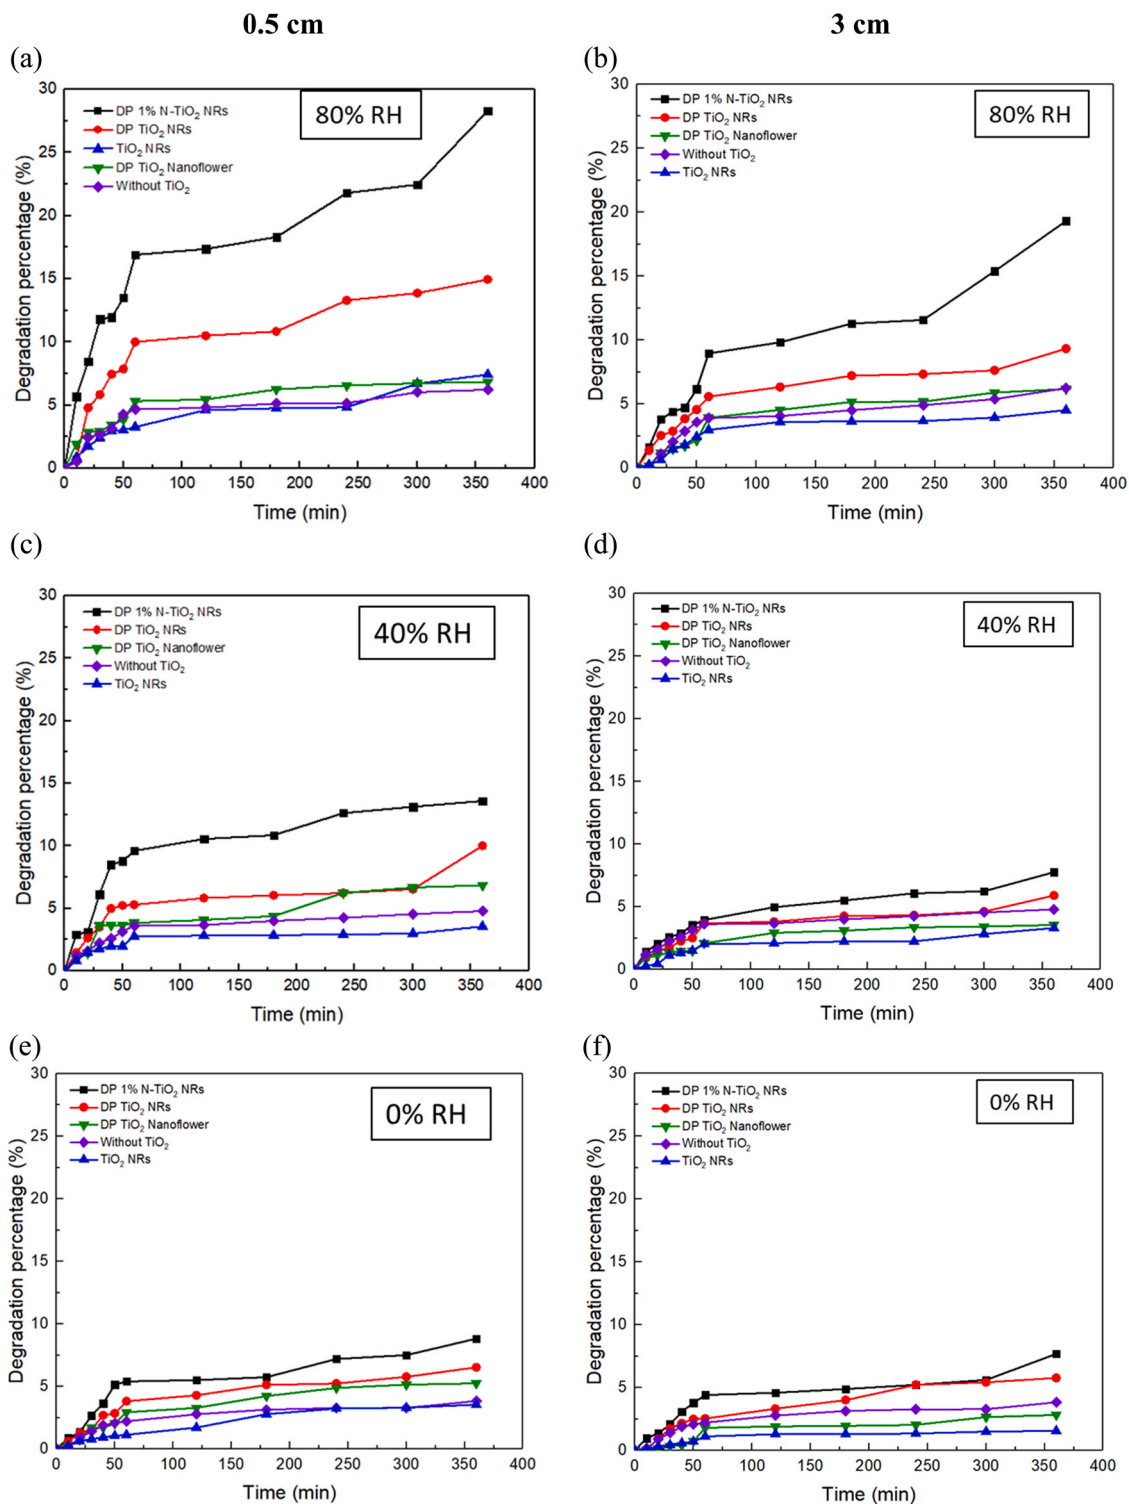 0.5 cm
3 cm
(a)
DP 1% N-TiO₂ NRs
DP TiO₂ NRs
TiO₂ NRs
DP TiO₂ Nanoflower
Without TiO₂
80% RH
Degradation percentage (%)
30
25
20
15
10
5
0
0 50 100 150 200 250 300 350 400
Time (min)
(b)
DP 1% N-TiO₂ NRs
DP TiO₂ NRs
DP TiO₂ Nanoflower
Without TiO₂
TiO₂ NRs
80% RH
Degradation percentage (%)
30
25
20
15
10
5
0
0 50 100 150 200 250 300 350 400
Time (min)
(c)
DP 1% N-TiO₂ NRs
DP TiO₂ NRs
DP TiO₂ Nanoflower
Without TiO₂
TiO₂ NRs
40% RH
Degradation percentage (%)
30
25
20
15
10
5
0
0 50 100 150 200 250 300 350 400
Time (min)
(d)
DP 1% N-TiO₂ NRs
DP TiO₂ NRs
DP TiO₂ Nanoflower
Without TiO₂
TiO₂ NRs
40% RH
Degradation percentage (%)
30
25
20
15
10
5
0
0 50 100 150 200 250 300 350 400
Time (min)
(e)
DP 1% N-TiO₂ NRs
DP TiO₂ NRs
DP TiO₂ Nanoflower
Without TiO₂
TiO₂ NRs
0% RH
Degradation percentage (%)
30
25
20
15
10
5
0
0 50 100 150 200 250 300 350 400
Time (min)
(f)
DP 1% N-TiO₂ NRs
DP TiO₂ NRs
DP TiO₂ Nanoflower
Without TiO₂
TiO₂ NRs
0% RH
Degradation percentage (%)
30
25
20
15
10
5
0
0 50 100 150 200 250 300 350 400
Time (min)